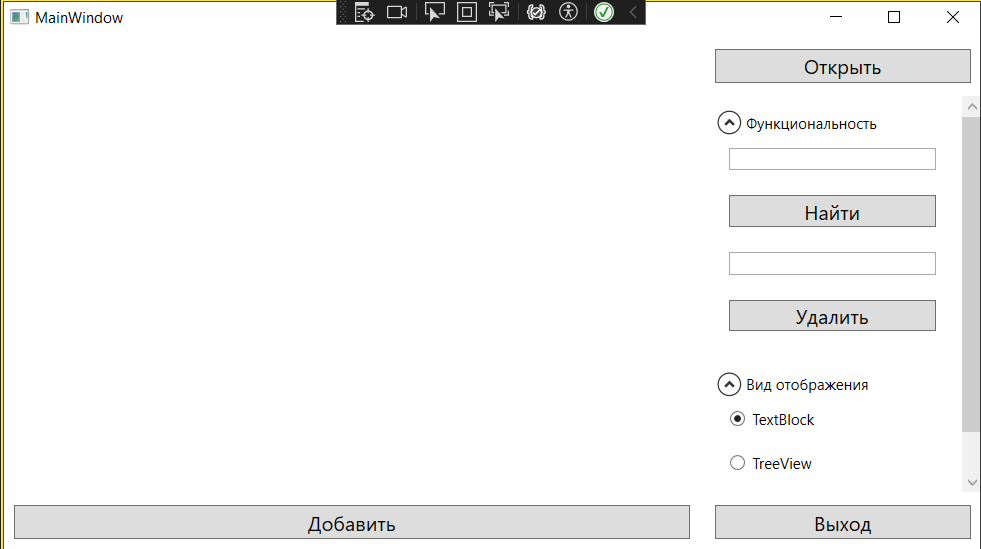 MainWindow
Открыть
Функциональность
Найти
Удалить
Вид отображения
TextBlock
TreeView
Добавить
Выход